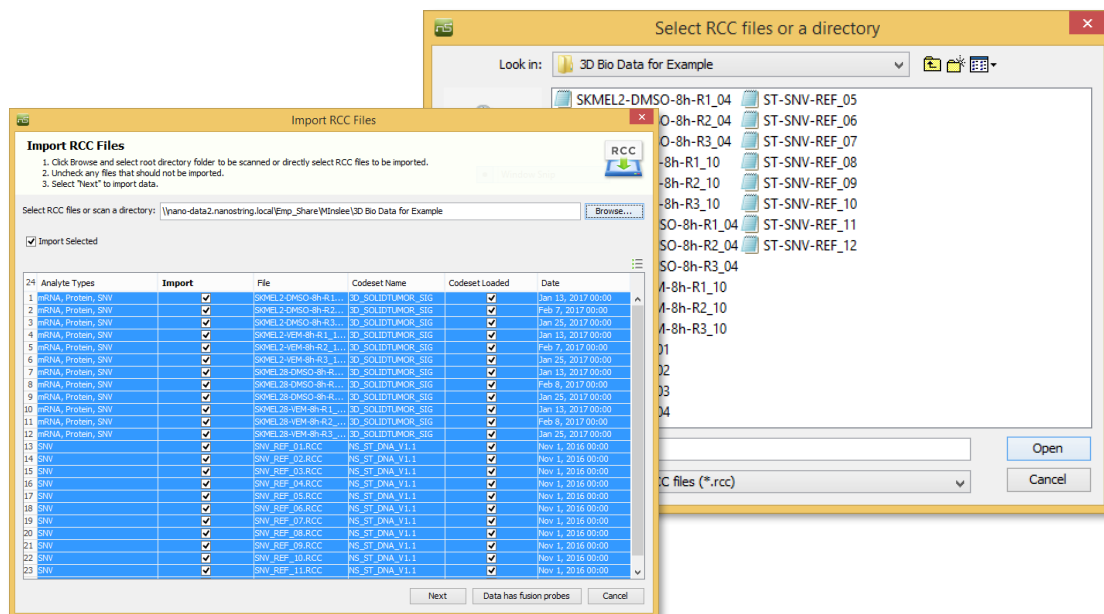 Select RCC files or a directory
Look in: 3D Bio Data for Example
SKMEL2-DMSO-8h-R1_04 ST-SNV-REF_05
SO-8h-R2_04 ST-SNV-REF_06
SO-8h-R3_04 ST-SNV-REF_07
-8h-R1_10 ST-SNV-REF_08
-8h-R2_10 ST-SNV-REF_09
-8h-R3_10 ST-SNV-REF_10
SO-8h-R1_04 ST-SNV-REF_11
SO-8h-R2_04 ST-SNV-REF_12
SO-8h-R3_04
M-8h-R1_10
M-8h-R2_10
M-8h-R3_10
01
02
03
04
Open
C files (*.rcc)
Cancel
Import RCC Files
Import RCC Files
1. Click Browse and select root directory folder to be scanned or directly select RCC files to be imported.
2. Uncheck any files that should not be imported.
3. Select "Next" to import data.
RCC
Select RCC files or scan a directory: \\nano-data2.nanostring.local\Emp_Share\MInslee\3D Bio Data for Example Browse...
Import Selected
24 Analyte Types Import File Codeset Name Codeset Loaded Date
1 mRNA, Protein, SNV SKMEL2-DMSO-8h-R1... 3D_SOLIDTUMOR_SIG Jan 13, 2017 00:00
2 mRNA, Protein, SNV SKMEL2-DMSO-8h-R2... 3D_SOLIDTUMOR_SIG Feb 7, 2017 00:00
3 mRNA, Protein, SNV SKMEL2-DMSO-8h-R3... 3D_SOLIDTUMOR_SIG Jan 25, 2017 00:00
4 mRNA, Protein, SNV SKMEL2-VEM-8h-R1_1... 3D_SOLIDTUMOR_SIG Jan 13, 2017 00:00
5 mRNA, Protein, SNV SKMEL2-VEM-8h-R2_1... 3D_SOLIDTUMOR_SIG Feb 7, 2017 00:00
6 mRNA, Protein, SNV SKMEL2-VEM-8h-R3_1... 3D_SOLIDTUMOR_SIG Jan 25, 2017 00:00
7 mRNA, Protein, SNV SKMEL28-DMSO-8h-R... 3D_SOLIDTUMOR_SIG Jan 13, 2017 00:00
8 mRNA, Protein, SNV SKMEL28-DMSO-8h-R... 3D_SOLIDTUMOR_SIG Feb 8, 2017 00:00
9 mRNA, Protein, SNV SKMEL28-DMSO-8h-R... 3D_SOLIDTUMOR_SIG Jan 25, 2017 00:00
10 mRNA, Protein, SNV SKMEL28-VEM-8h-R1_... 3D_SOLIDTUMOR_SIG Jan 13, 2017 00:00
11 mRNA, Protein, SNV SKMEL28-VEM-8h-R2_... 3D_SOLIDTUMOR_SIG Feb 8, 2017 00:00
12 mRNA, Protein, SNV SKMEL28-VEM-8h-R3_... 3D_SOLIDTUMOR_SIG Jan 25, 2017 00:00
13 SNV SNV_REF_01.RCC NS_ST_DNA_V1.1 Nov 1, 2016 00:00
14 SNV SNV_REF_02.RCC NS_ST_DNA_V1.1 Nov 1, 2016 00:00
15 SNV SNV_REF_03.RCC NS_ST_DNA_V1.1 Nov 1, 2016 00:00
16 SNV SNV_REF_04.RCC NS_ST_DNA_V1.1 Nov 1, 2016 00:00
17 SNV SNV_REF_05.RCC NS_ST_DNA_V1.1 Nov 1, 2016 00:00
18 SNV SNV_REF_06.RCC NS_ST_DNA_V1.1 Nov 1, 2016 00:00
19 SNV SNV_REF_07.RCC NS_ST_DNA_V1.1 Nov 1, 2016 00:00
20 SNV SNV_REF_08.RCC NS_ST_DNA_V1.1 Nov 1, 2016 00:00
21 SNV SNV_REF_09.RCC NS_ST_DNA_V1.1 Nov 1, 2016 00:00
22 SNV SNV_REF_10.RCC NS_ST_DNA_V1.1 Nov 1, 2016 00:00
23 SNV SNV_REF_11.RCC NS_ST_DNA_V1.1 Nov 1, 2016 00:00
Next Data has fusion probes Cancel